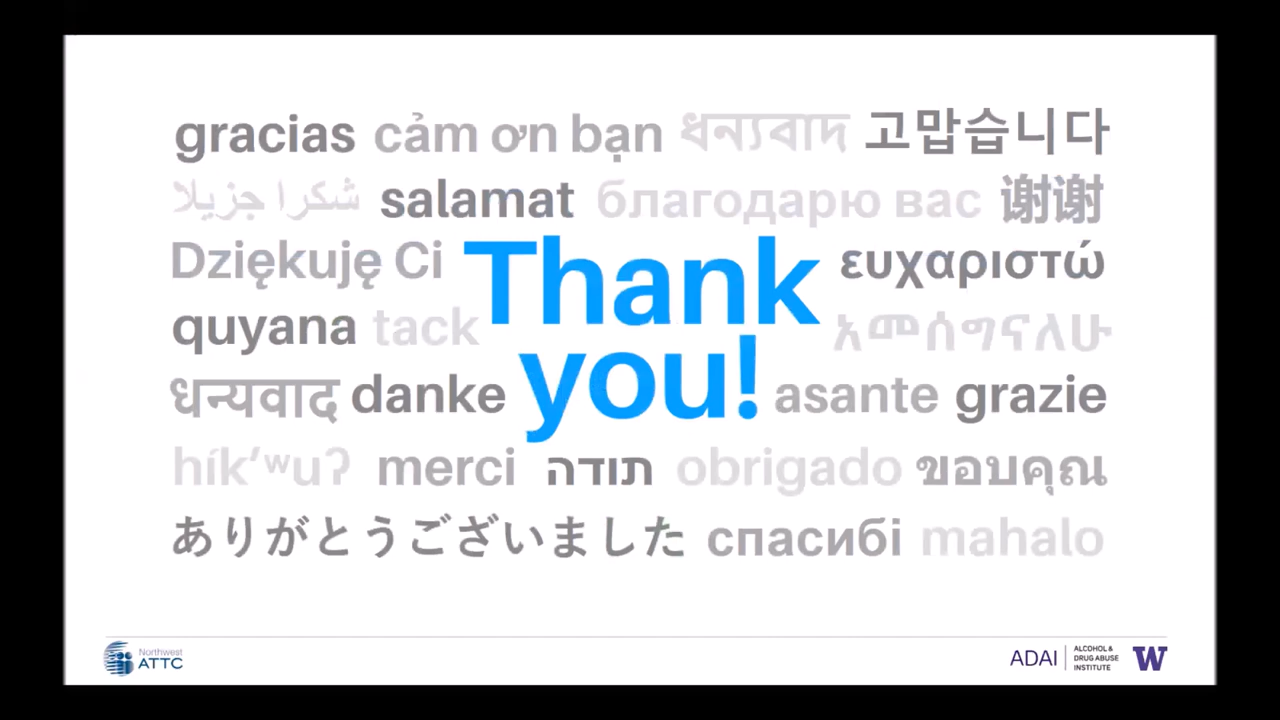 gracias cảm ơn bạn ধন্যবাদ 고맙습니다
شكرا جزيلا salamat благодарю вас 谢谢
Dziękuję Ci Thank ευχαριστώ
quyana tack አመሰግናለሁ
धन्यवाद danke you! asante grazie
hík̓ʷuʔ merci תודה obrigado ขอบคุณ
ありがとうございました спасибі mahalo
Northwest
ATTC
ADAI
ALCOHOL &
DRUG ABUSE
INSTITUTE
W